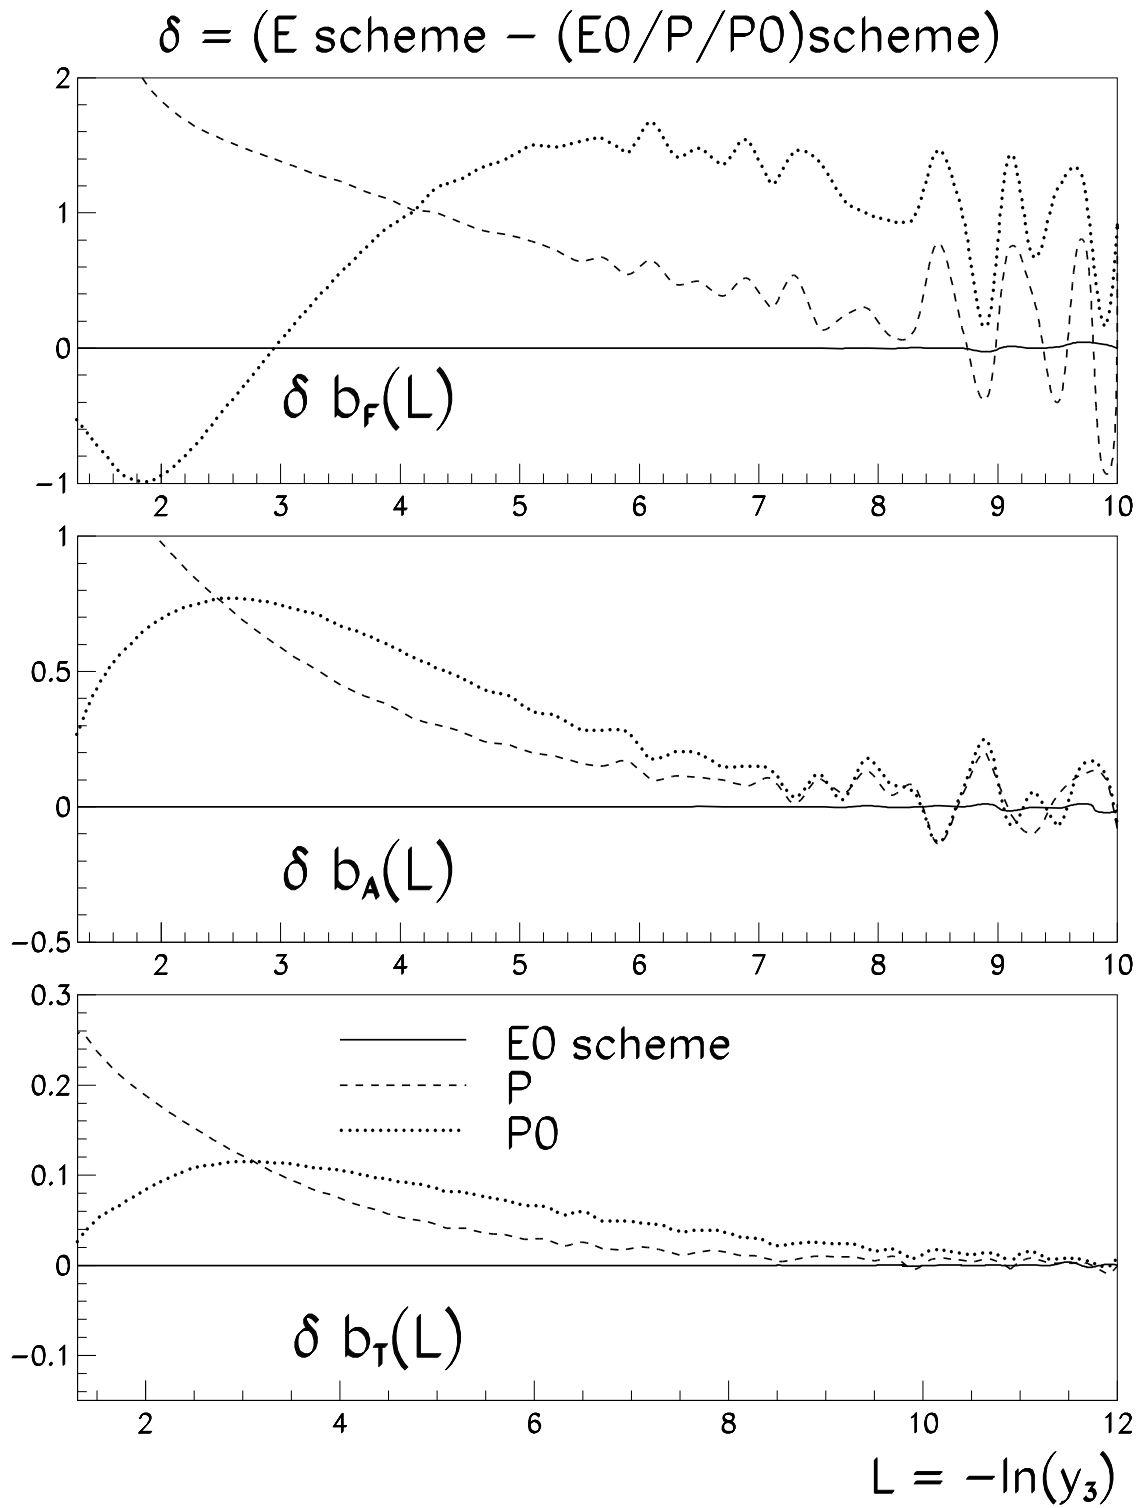 δ = (E scheme − (E0/P/P0)scheme)
2
1
0
−1
δ b_F(L)
2 3 4 5 6 7 8 9 10
1
0.5
0
−0.5
δ b_A(L)
2 3 4 5 6 7 8 9 10
0.3
0.2
0.1
0
−0.1
E0 scheme
P
P0
δ b_T(L)
2 4 6 8 10 12
L = −ln(y_3)